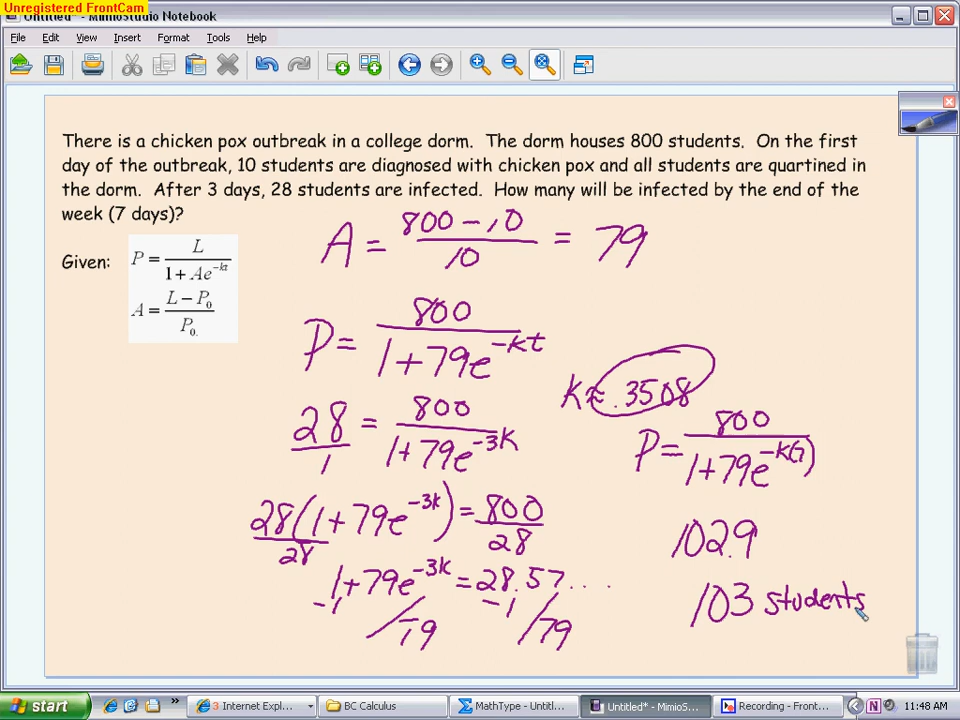 Unregistered FrontCam
Untitled* - MimioStudio Notebook
File Edit View Insert Format Tools Help
There is a chicken pox outbreak in a college dorm. The dorm houses 800 students. On the first
day of the outbreak, 10 students are diagnosed with chicken pox and all students are quartined in
the dorm. After 3 days, 28 students are infected. How many will be infected by the end of the
week (7 days)?
Given:
P = L / (1 + Ae^-kt)
A = (L - P₀) / P₀.
A = (800 - 10) / 10 = 79
P = 800 / (1+79e^-kt)
28/1 = 800 / (1+79e^-3k)
28(1+79e^-3k) / 28 = 800 / 28
1+79e^-3k = 28.57...
-1 -1
/79 /79
k≈.3508
P = 800 / (1+79e^-k(7))
102.9
103 students
start
3 Internet Expl...
BC Calculus
MathType - Untitl...
Untitled* - MimioS...
Recording - Front...
11:48 AM